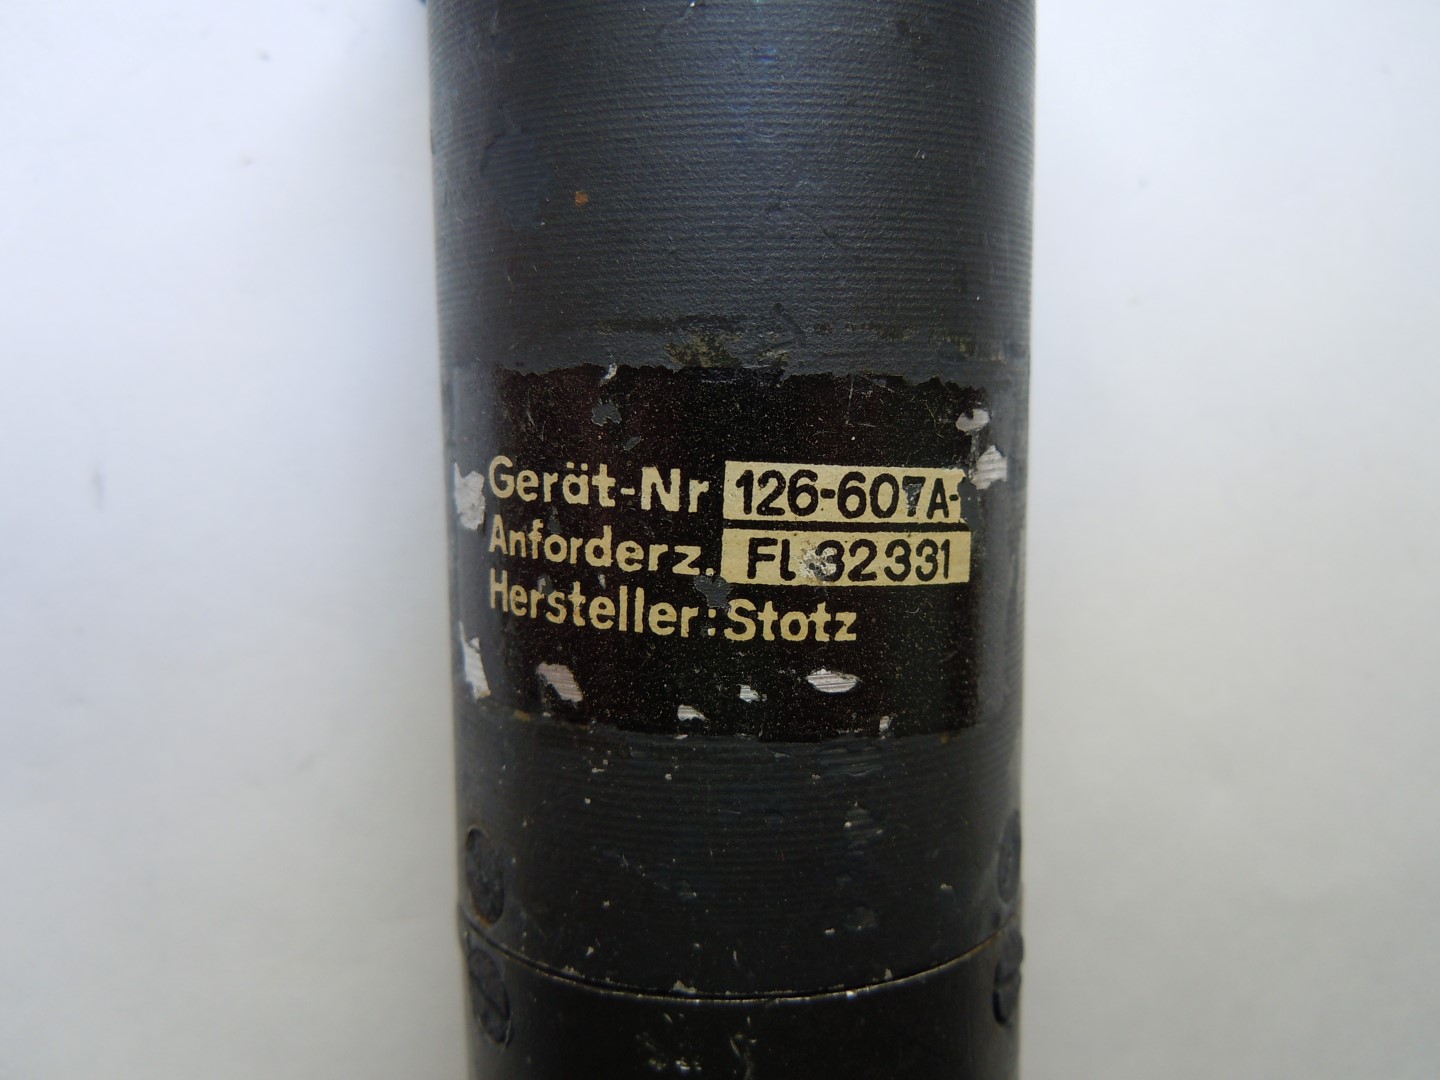 Gerät-Nr 126-607A-
Anforderz. Fl.32331
Hersteller: Stotz